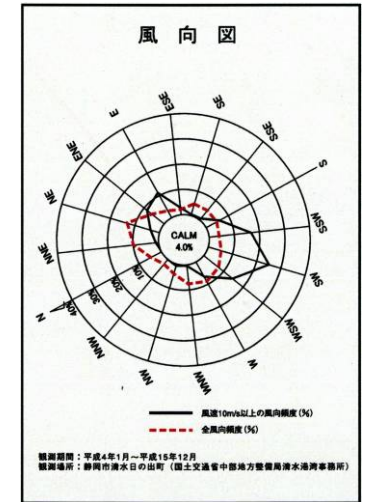 風 向 図
ESE
SE
E
SSE
ENE
S
NE
SSW
CALM
4.0%
NNE
SW
10%
20%
30%
40%
N
WSW
NNW
W
NW
WNW
風速10m/s以上の風向頻度(%)
全風向頻度(%)
観測期間：平成4年1月～平成15年12月
観測場所：静岡市清水日の出町（国土交通省中部地方整備局清水港湾事務所）